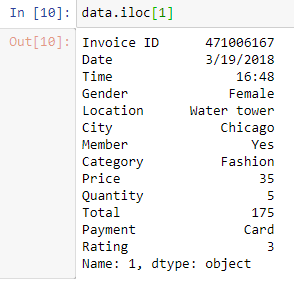 In [10]: data.iloc[1]
Out[10]: Invoice ID 471006167
Date 3/19/2018
Time 16:48
Gender Female
Location Water tower
City Chicago
Member Yes
Category Fashion
Price 35
Quantity 5
Total 175
Payment Card
Rating 3
Name: 1, dtype: object